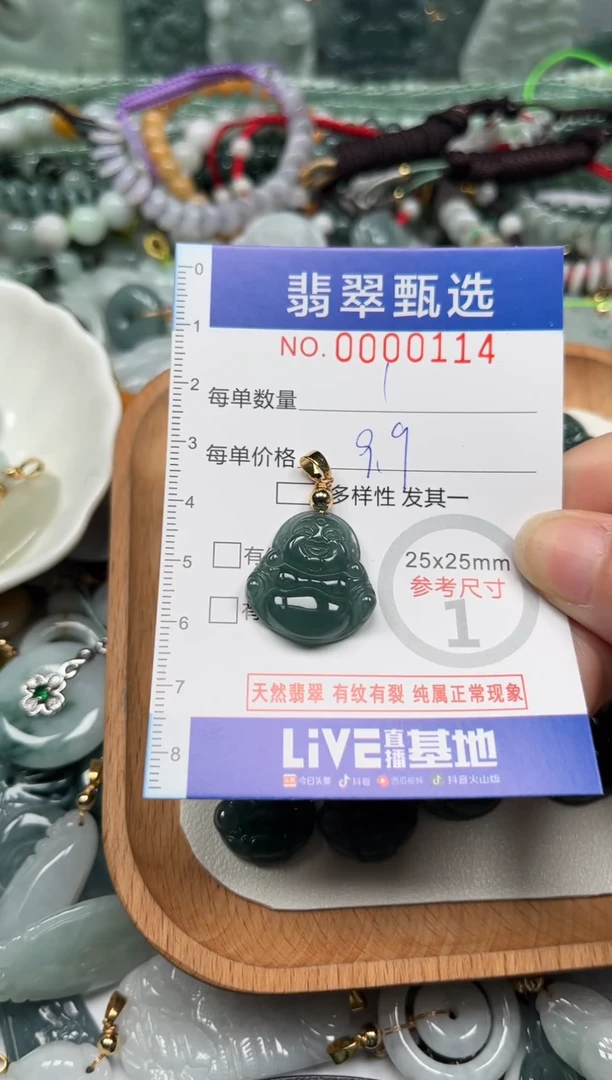 翡翠甄选
NO. 0000114
每单数量 1
每单价格 9.9
多样性 发其一
有
25x25mm
参考尺寸
1
天然翡翠 有纹有裂 纯属正常现象
LiVE直播基地
今日头条 抖音 西瓜视频 抖音火山版
0
1
2
3
4
5
6
7
8